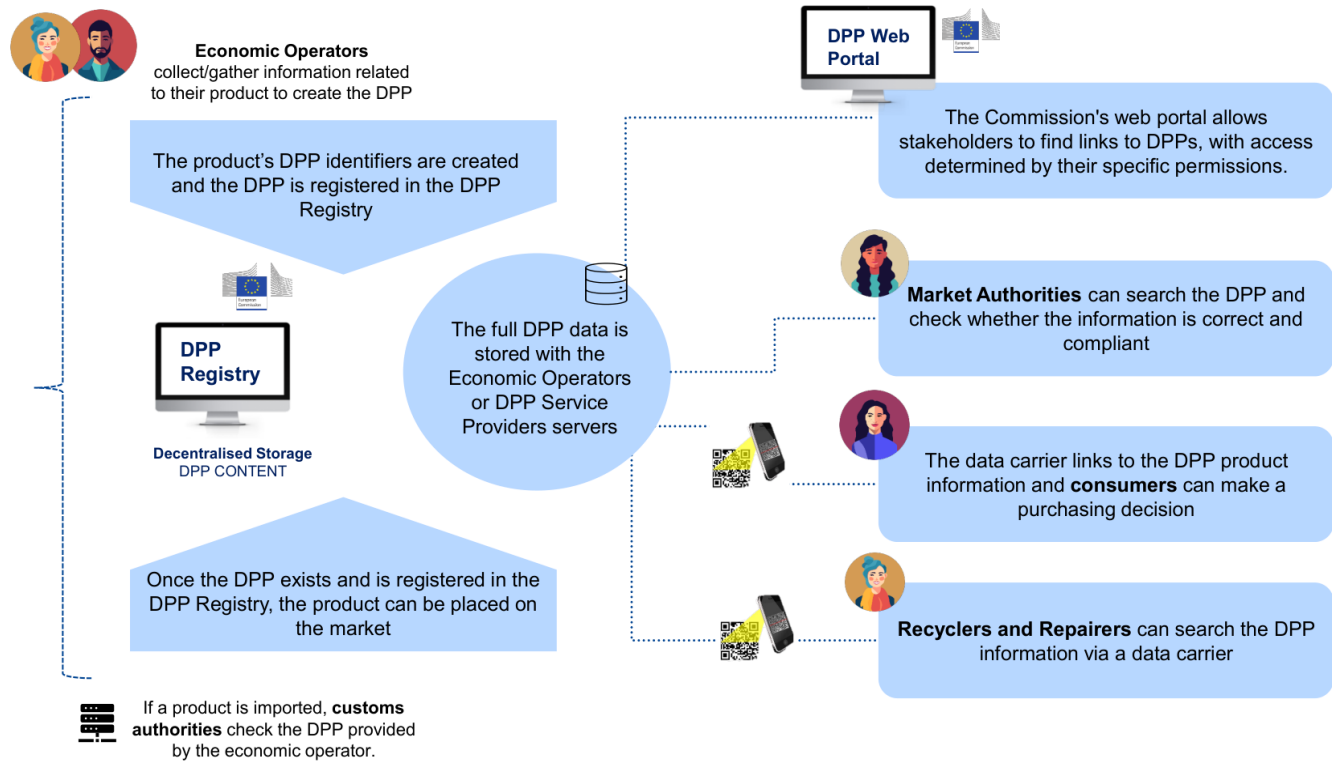 Economic Operators
collect/gather information related
to their product to create the DPP
The product's DPP identifiers are created
and the DPP is registered in the DPP
Registry
European
Commission
DPP
Registry
Decentralised Storage
DPP CONTENT
Once the DPP exists and is registered in the
DPP Registry, the product can be placed on
the market
If a product is imported, customs
authorities check the DPP provided
by the economic operator.
The full DPP data is
stored with the
Economic Operators
or DPP Service
Providers servers
DPP Web
Portal
European
Commission
The Commission's web portal allows
stakeholders to find links to DPPs, with access
determined by their specific permissions.
Market Authorities can search the DPP and
check whether the information is correct and
compliant
The data carrier links to the DPP product
information and consumers can make a
purchasing decision
Recyclers and Repairers can search the DPP
information via a data carrier